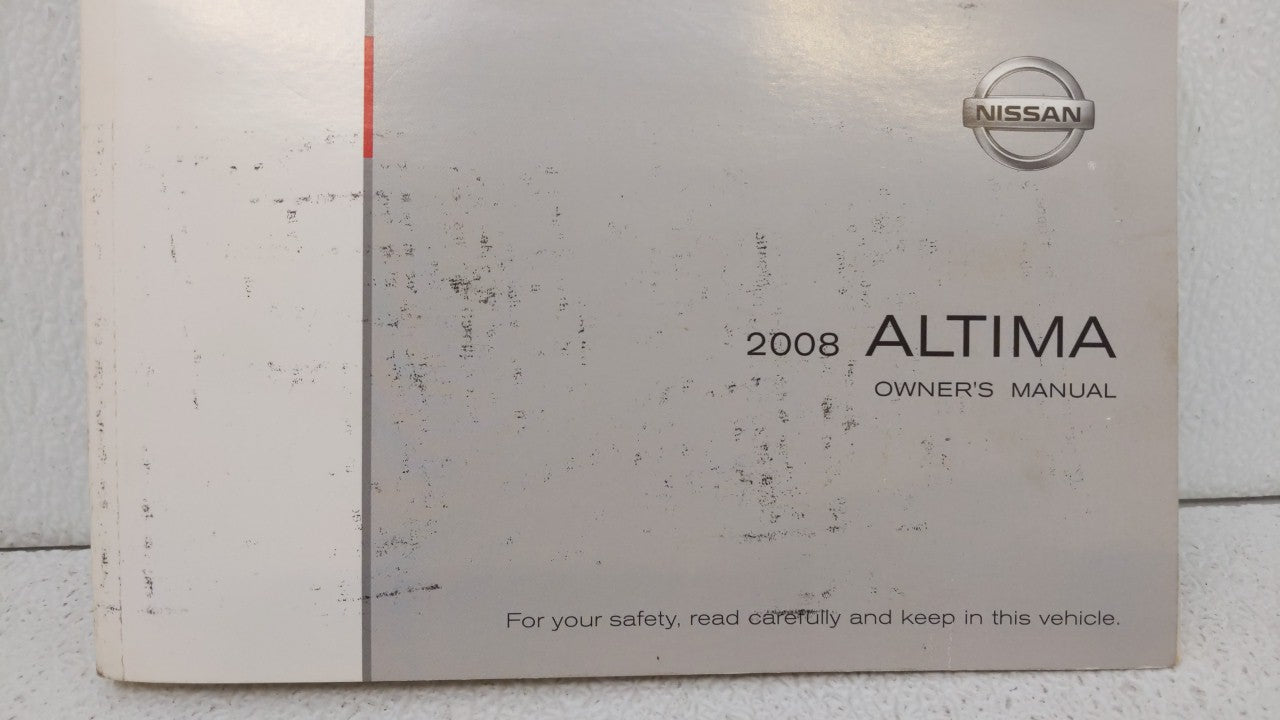 NISSAN
2008 ALTIMA
OWNER'S MANUAL
For your safety, read carefully and keep in this vehicle.